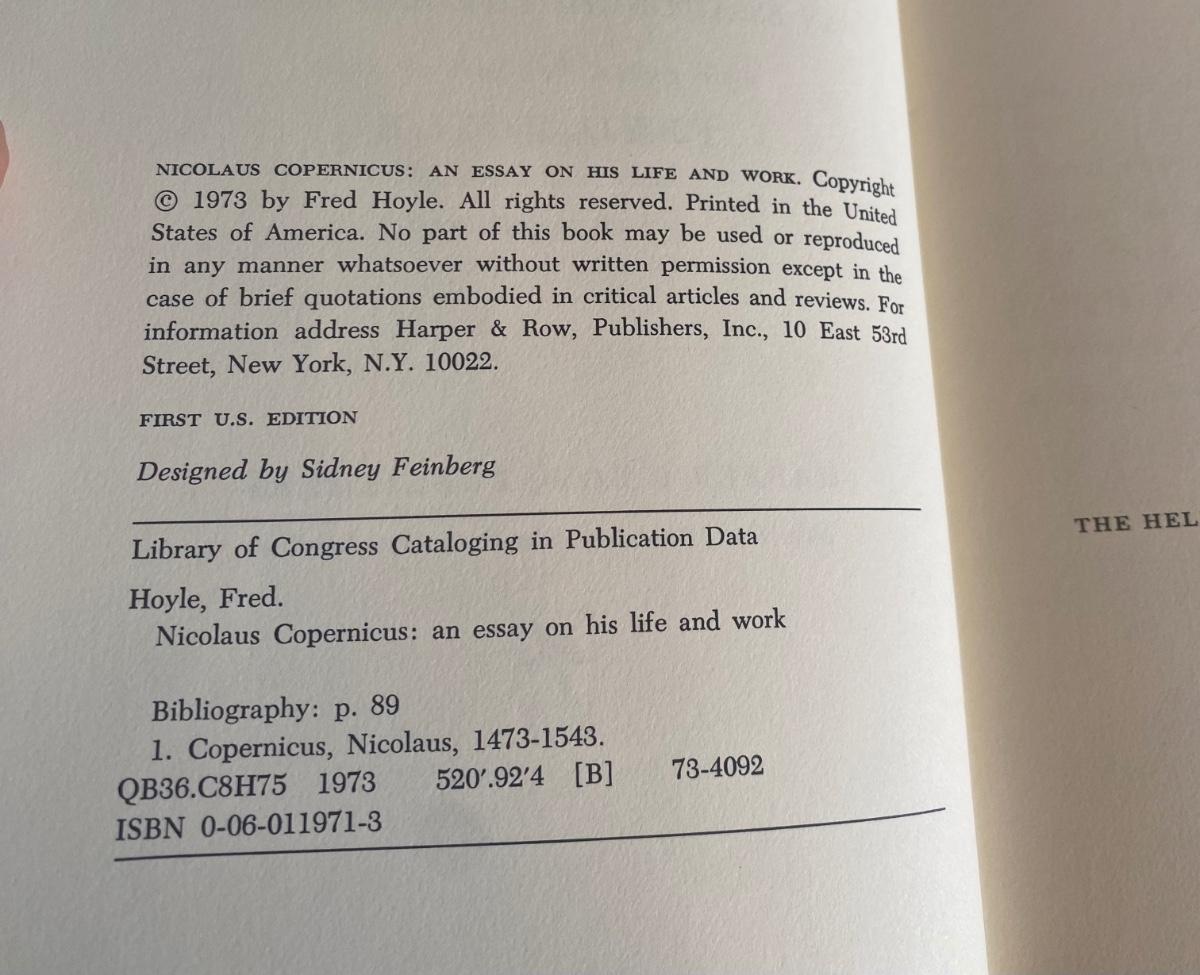 NICOLAUS COPERNICUS: AN ESSAY ON HIS LIFE AND WORK. Copyright
© 1973 by Fred Hoyle. All rights reserved. Printed in the United
States of America. No part of this book may be used or reproduced
in any manner whatsoever without written permission except in the
case of brief quotations embodied in critical articles and reviews. For
information address Harper & Row, Publishers, Inc., 10 East 53rd
Street, New York, N.Y. 10022.
FIRST U.S. EDITION
Designed by Sidney Feinberg
Library of Congress Cataloging in Publication Data
Hoyle, Fred.
Nicolaus Copernicus: an essay on his life and work
Bibliography: p. 89
1. Copernicus, Nicolaus, 1473-1543.
QB36.C8H75 1973 520'.92'4 [B] 73-4092
ISBN 0-06-011971-3
THE HEL